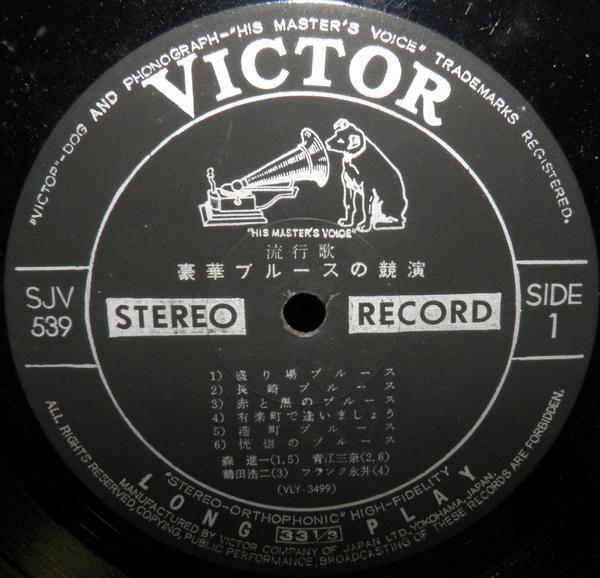 "VICTOR"-DOG AND PHONOGRAPH-"HIS MASTER'S VOICE" TRADEMARKS REGISTERED.
VICTOR
"HIS MASTER'S VOICE"
流行歌
豪華ブルースの競演
SJV
539
STEREO
RECORD
SIDE
1
1) 盛り場ブルース
2) 長崎ブルース
3) 赤と黒のブルース
4) 有楽町で逢いましょう
5) 港町ブルース
6) 恍惚のブルース
森 進一(1,5) 青江三奈(2,6)
鶴田浩二(3) フランク永井(4)
(VLY-3499)
"STEREO-ORTHOPHONIC" HIGH-FIDELITY
LONG 33 1/3 PLAY
MANUFACTURED BY VICTOR COMPANY OF JAPAN, LTD., YOKOHAMA, JAPAN.
ALL RIGHTS RESERVED, COPYING, PUBLIC PERFORMANCE, BROADCASTING OF THESE RECORDS ARE FORBIDDEN.